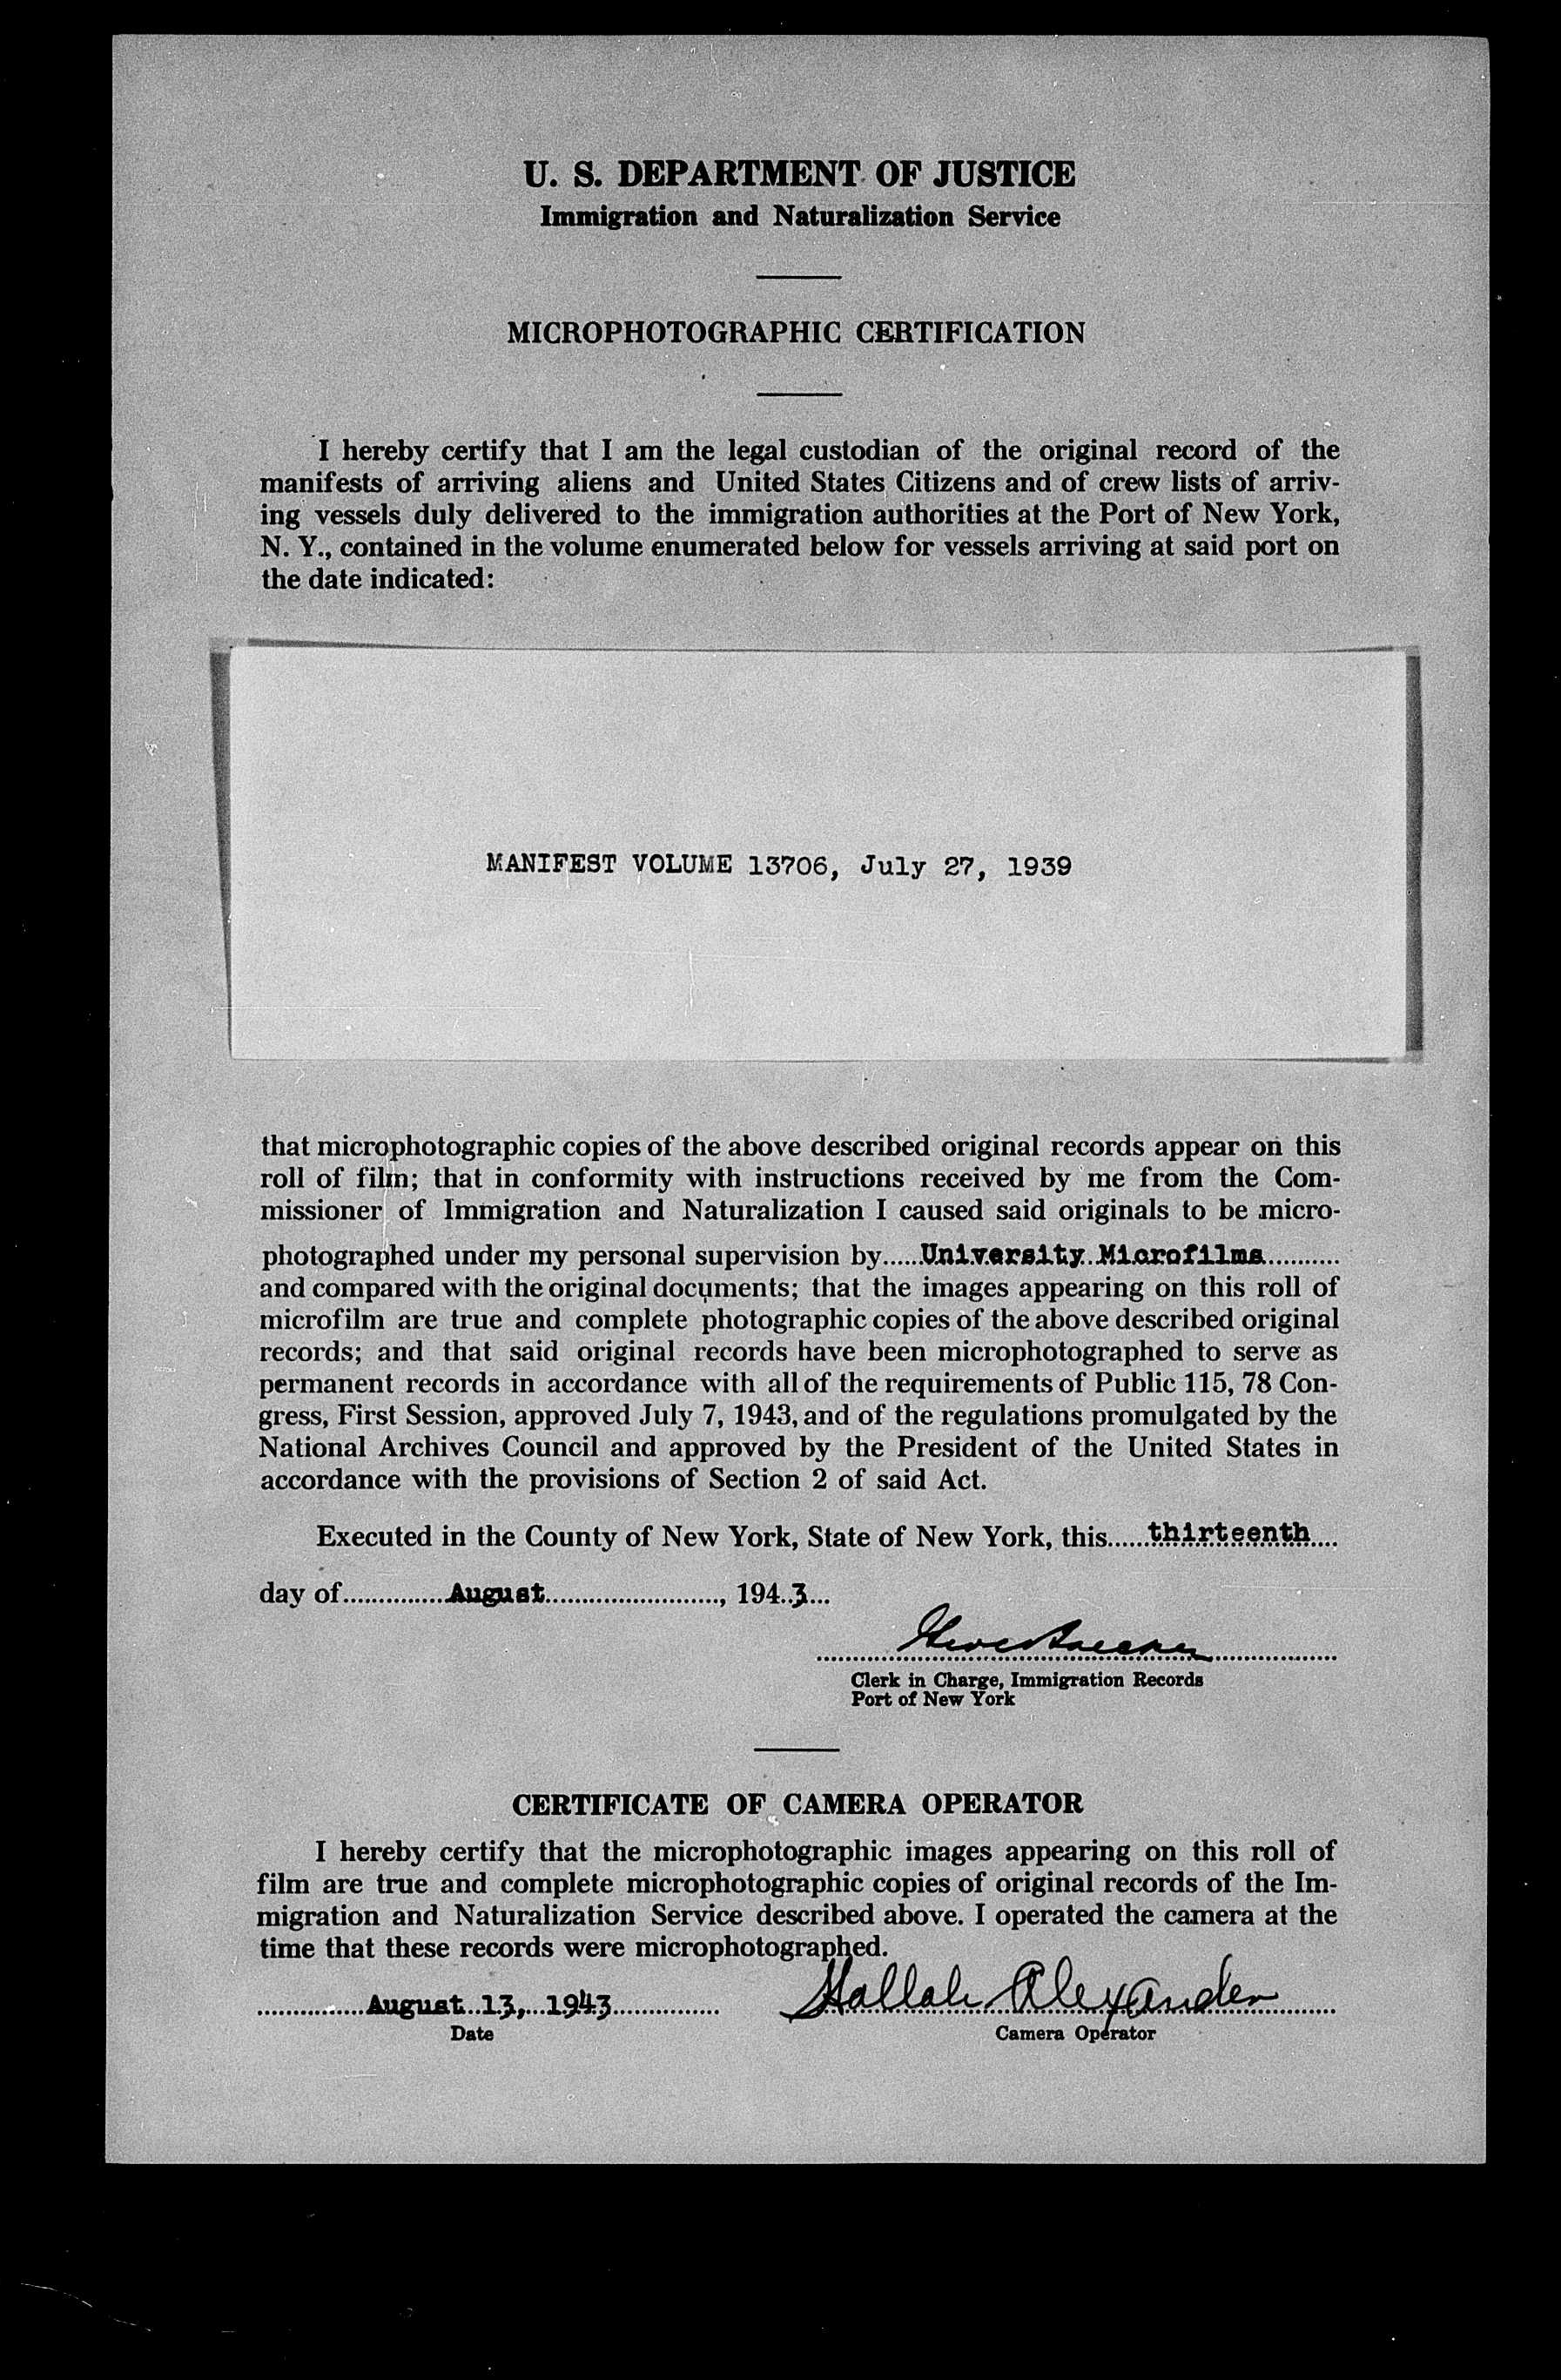 U. S. DEPARTMENT OF JUSTICE
Immigration and Naturalization Service
MICROPHOTOGRAPHIC CERTIFICATION
I hereby certify that I am the legal custodian of the original record of the
manifests of arriving aliens and United States Citizens and of crew lists of arriv-
ing vessels duly delivered to the immigration authorities at the Port of New York,
N. Y., contained in the volume enumerated below for vessels arriving at said port on
the date indicated:
MANIFEST VOLUME 13706, July 27, 1939
that microphotographic copies of the above described original records appear on this
roll of film; that in conformity with instructions received by me from the Com-
missioner of Immigration and Naturalization I caused said originals to be micro-
photographed under my personal supervision by......University Microfilms...........
and compared with the original documents; that the images appearing on this roll of
microfilm are true and complete photographic copies of the above described original
records; and that said original records have been microphotographed to serve as
permanent records in accordance with all of the requirements of Public 115, 78 Con-
gress, First Session, approved July 7, 1943, and of the regulations promulgated by the
National Archives Council and approved by the President of the United States in
accordance with the provisions of Section 2 of said Act.
Executed in the County of New York, State of New York, this......thirteenth....
day of...............August........................, 194..3...
Clerk in Charge, Immigration Records
Port of New York
CERTIFICATE OF CAMERA OPERATOR
I hereby certify that the microphotographic images appearing on this roll of
film are true and complete microphotographic copies of original records of the Im-
migration and Naturalization Service described above. I operated the camera at the
time that these records were microphotographed.
...............August 13, 1943............... Hallah Alexander
Date Camera Operator